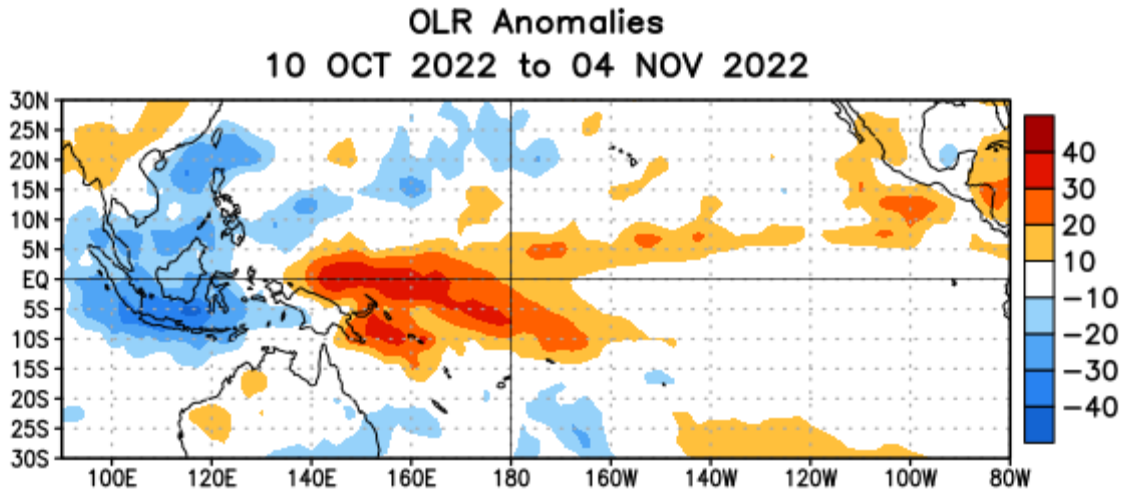 OLR Anomalies
10 OCT 2022 to 04 NOV 2022
30N
25N
20N
15N
10N
5N
EQ
5S
10S
15S
20S
25S
30S
100E 120E 140E 160E 180 160W 140W 120W 100W 80W
40
30
20
10
-10
-20
-30
-40